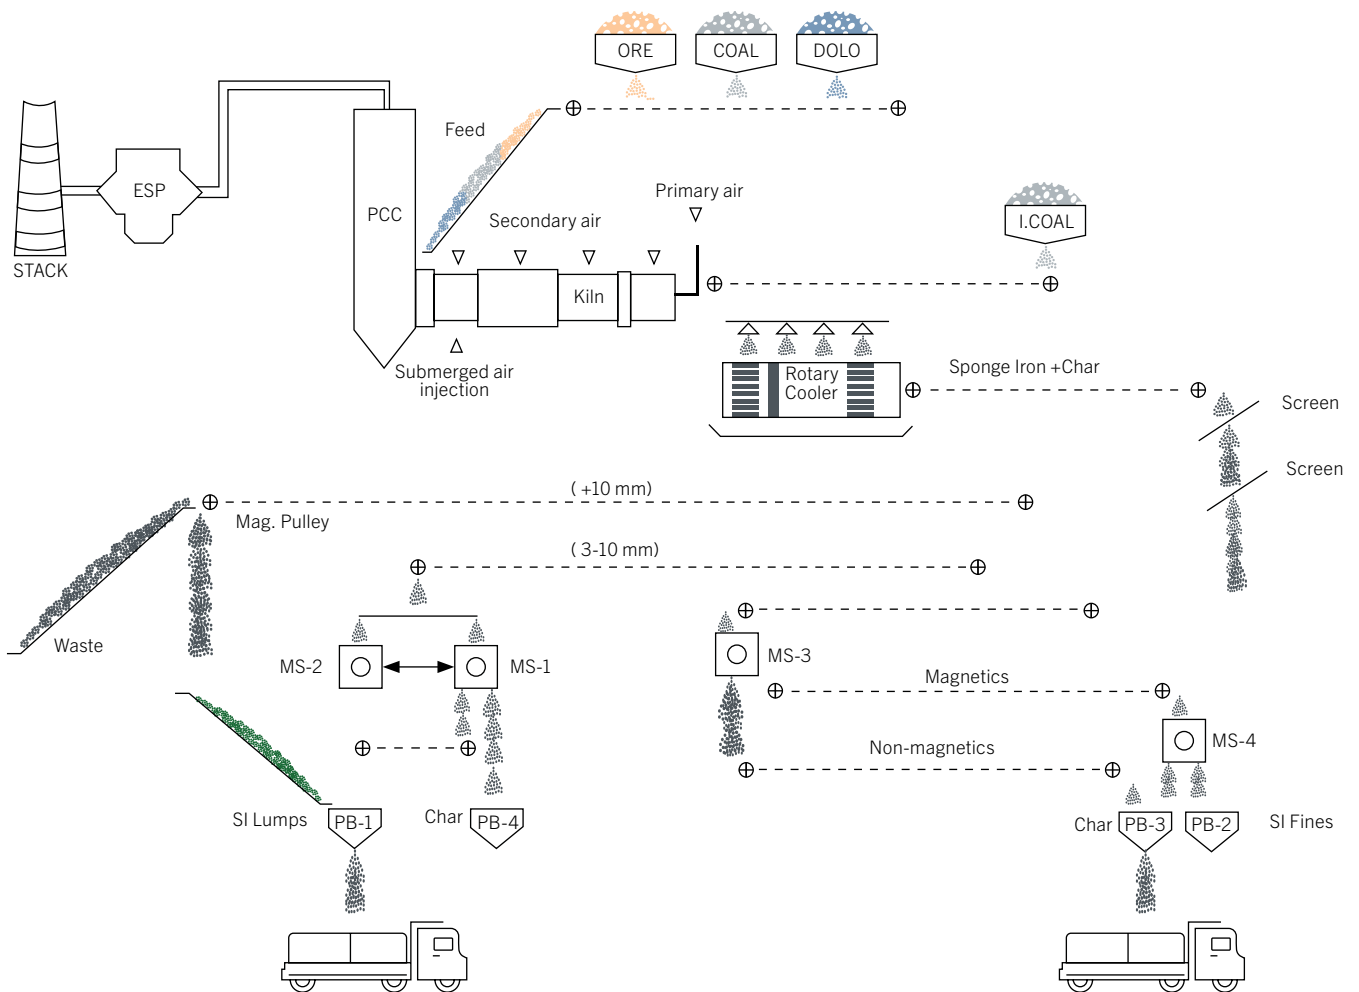 ORE
COAL
DOLO
Feed
ESP
PCC
Primary air
Secondary air
I.COAL
STACK
Kiln
Submerged air
injection
Rotary
Cooler
Sponge Iron +Char
Screen
Screen
( +10 mm)
Mag. Pulley
( 3-10 mm)
Waste
MS-2
MS-1
MS-3
Magnetics
MS-4
Non-magnetics
SI Lumps
PB-1
Char
PB-4
Char
PB-3
PB-2
SI Fines